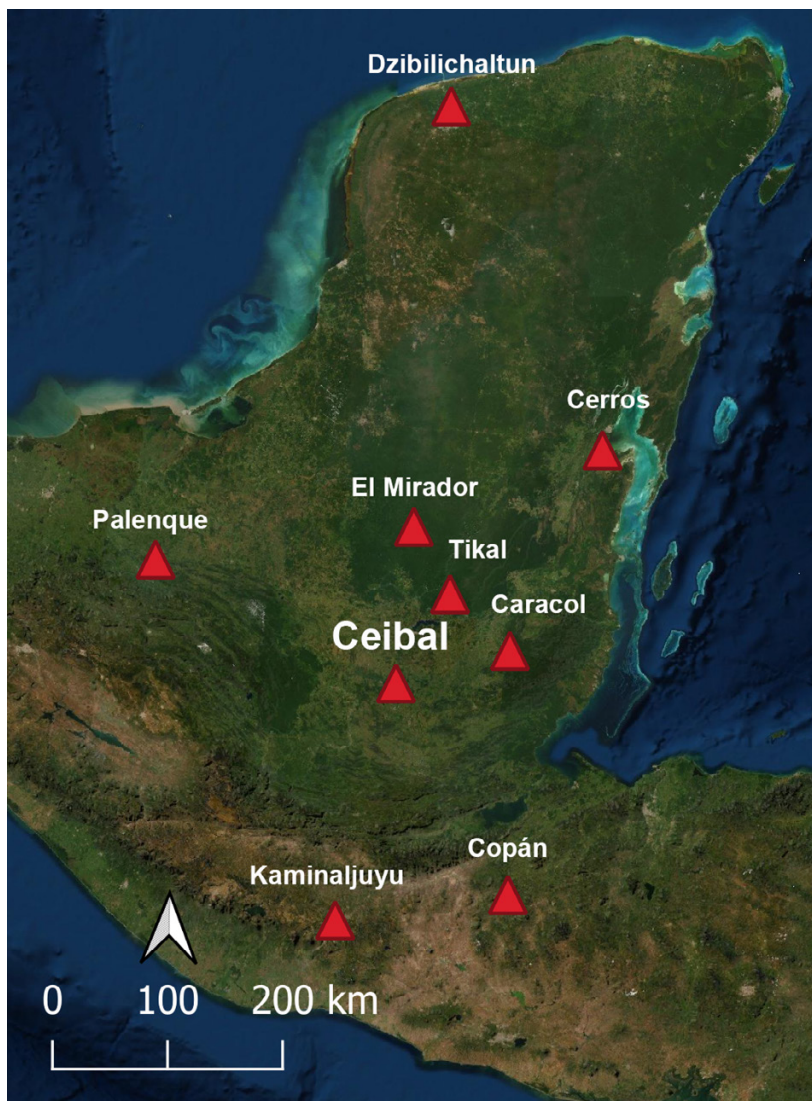 Dzibilichaltun
Cerros
El Mirador
Palenque
Tikal
Caracol
Ceibal
Copán
Kaminaljuyu
0 100 200 km